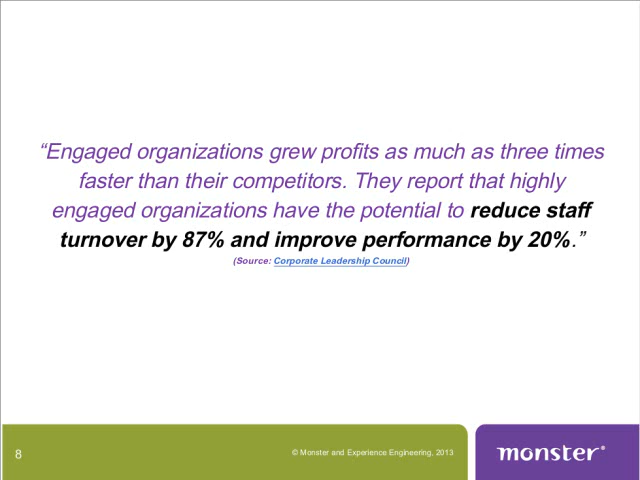 “Engaged organizations grew profits as much as three times
faster than their competitors. They report that highly
engaged organizations have the potential to reduce staff
turnover by 87% and improve performance by 20%.”
(Source: Corporate Leadership Council)
8
© Monster and Experience Engineering, 2013
monster®